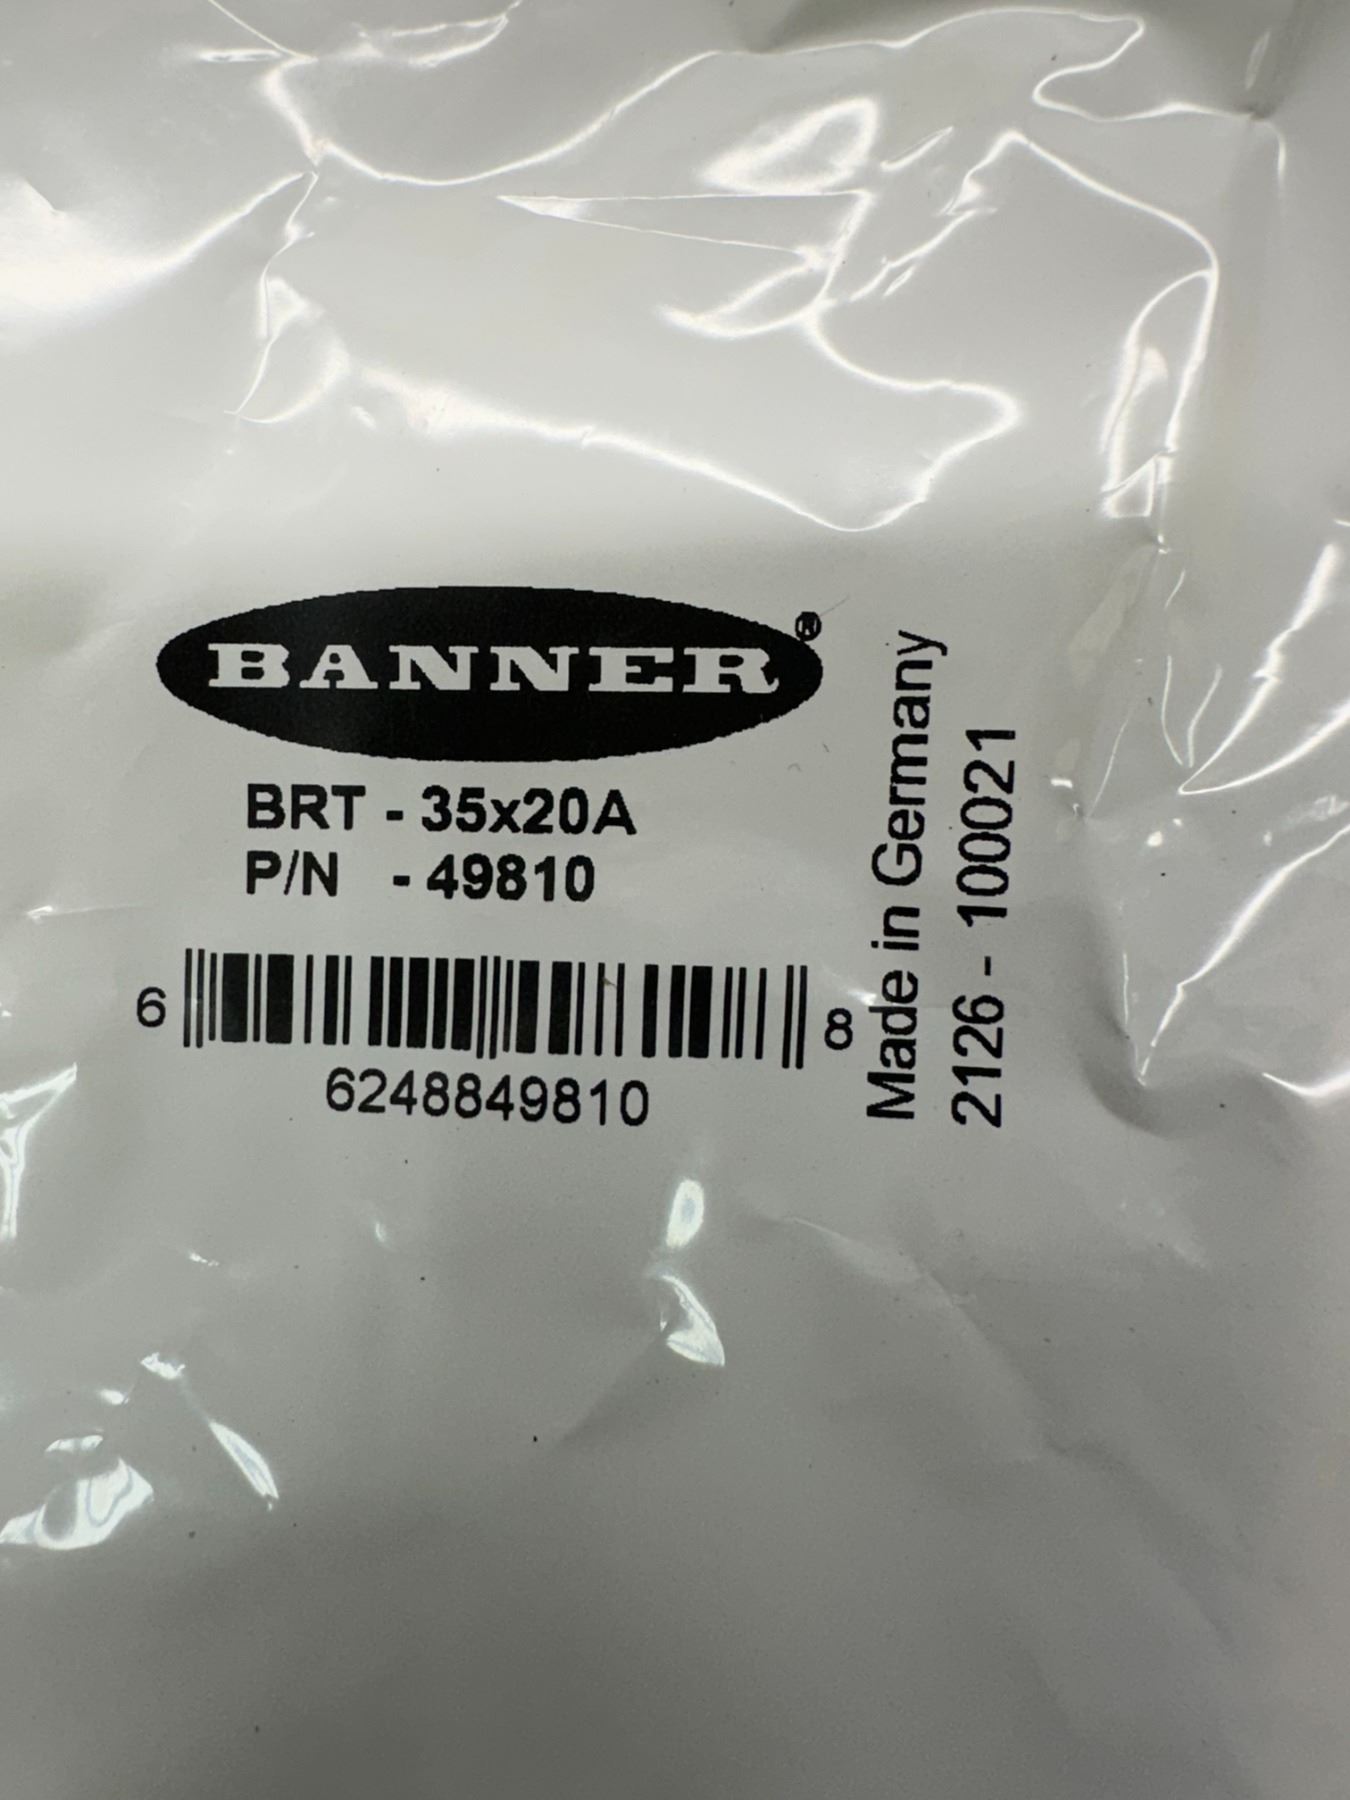 BANNER®
BRT - 35x20A
P/N - 49810
6 8
6248849810
Made in Germany
2126 - 100021